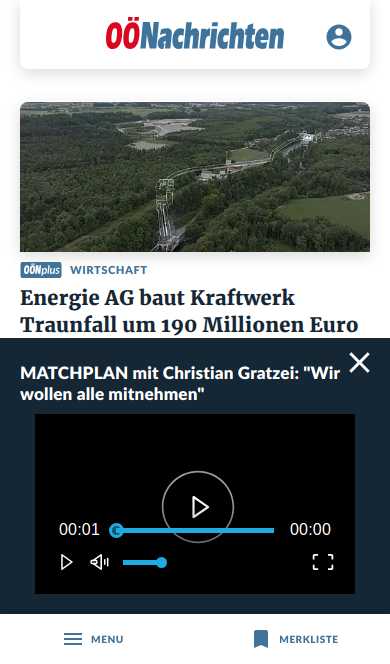 OÖNachrichten
OÖNplus WIRTSCHAFT
Energie AG baut Kraftwerk
Traunfall um 190 Millionen Euro
MATCHPLAN mit Christian Gratzei: "Wir
wollen alle mitnehmen"
00:01 00:00
MENU MERKLISTE